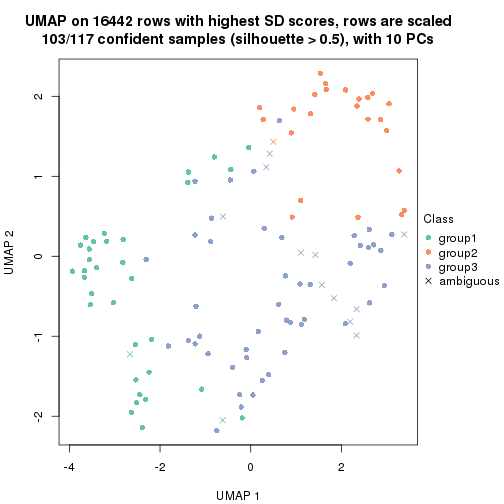 UMAP on 16442 rows with highest SD scores, rows are scaled
103/117 confident samples (silhouette > 0.5), with 10 PCs
2
1
0
-1
-2
UMAP 2
-4
-2
0
2
UMAP 1
Class
group1
group2
group3
ambiguous